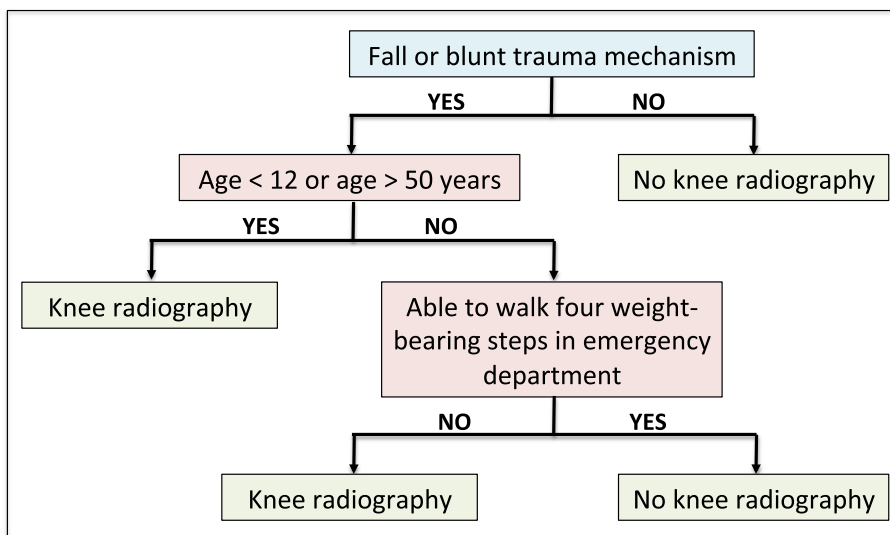 Fall or blunt trauma mechanism
YES
NO
Age < 12 or age > 50 years
No knee radiography
YES
NO
Knee radiography
Able to walk four weight-
bearing steps in emergency
department
NO
YES
Knee radiography
No knee radiography